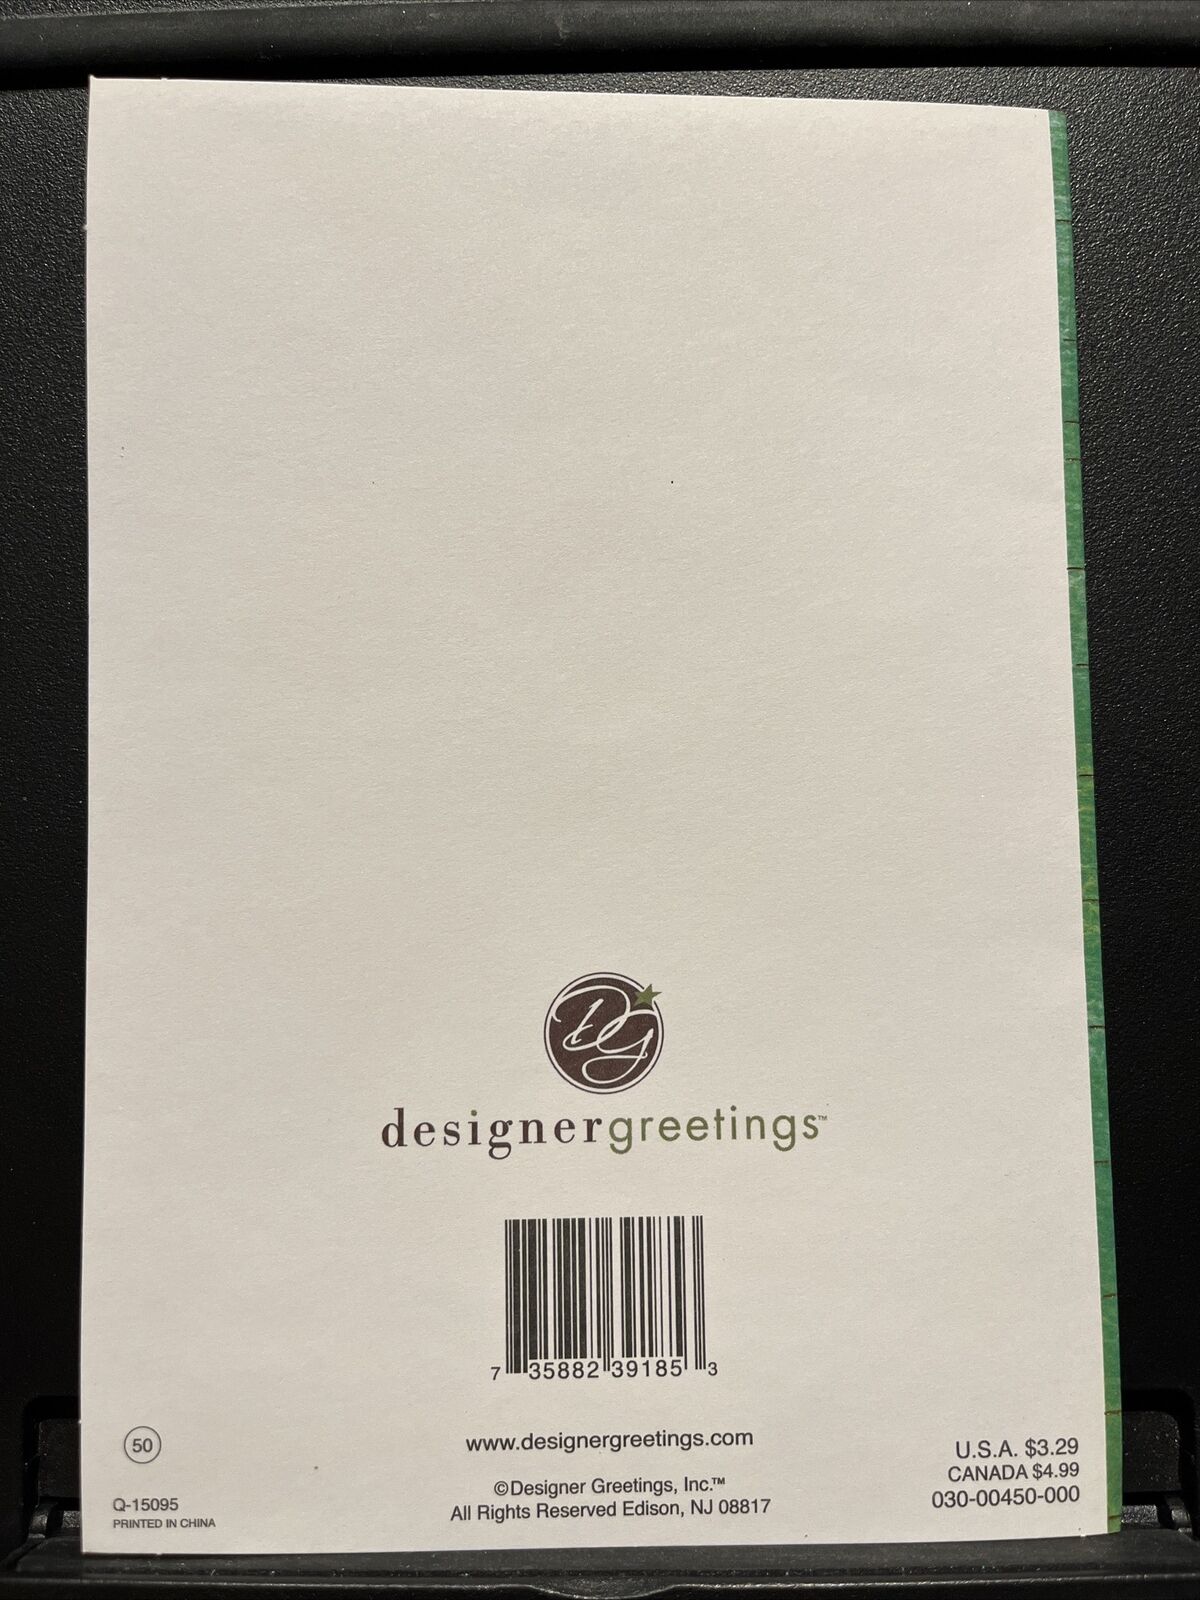 DG
designergreetings™
7 35882 39185 3
50
www.designergreetings.com
©Designer Greetings, Inc.™
All Rights Reserved Edison, NJ 08817
Q-15095
PRINTED IN CHINA
U.S.A. $3.29
CANADA $4.99
030-00450-000